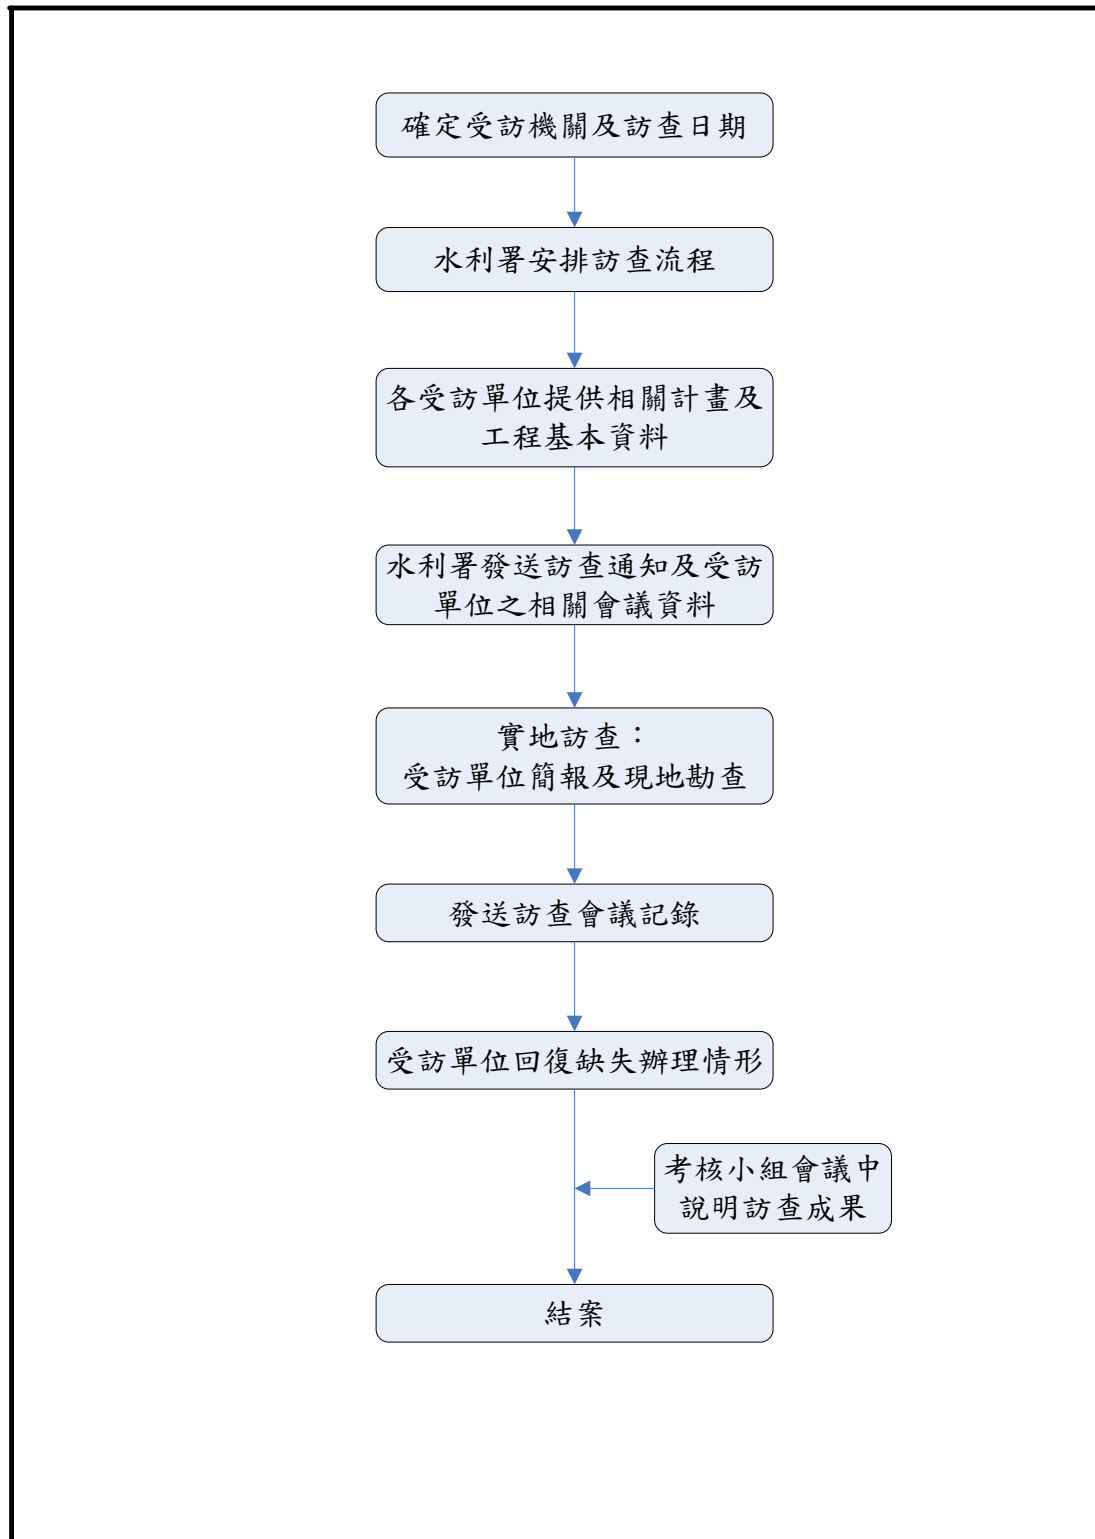 確定受訪機關及訪查日期
水利署安排訪查流程
各受訪單位提供相關計畫及
工程基本資料
水利署發送訪查通知及受訪
單位之相關會議資料
實地訪查：
受訪單位簡報及現地勘查
發送訪查會議記錄
受訪單位回復缺失辦理情形
考核小組會議中
說明訪查成果
結案